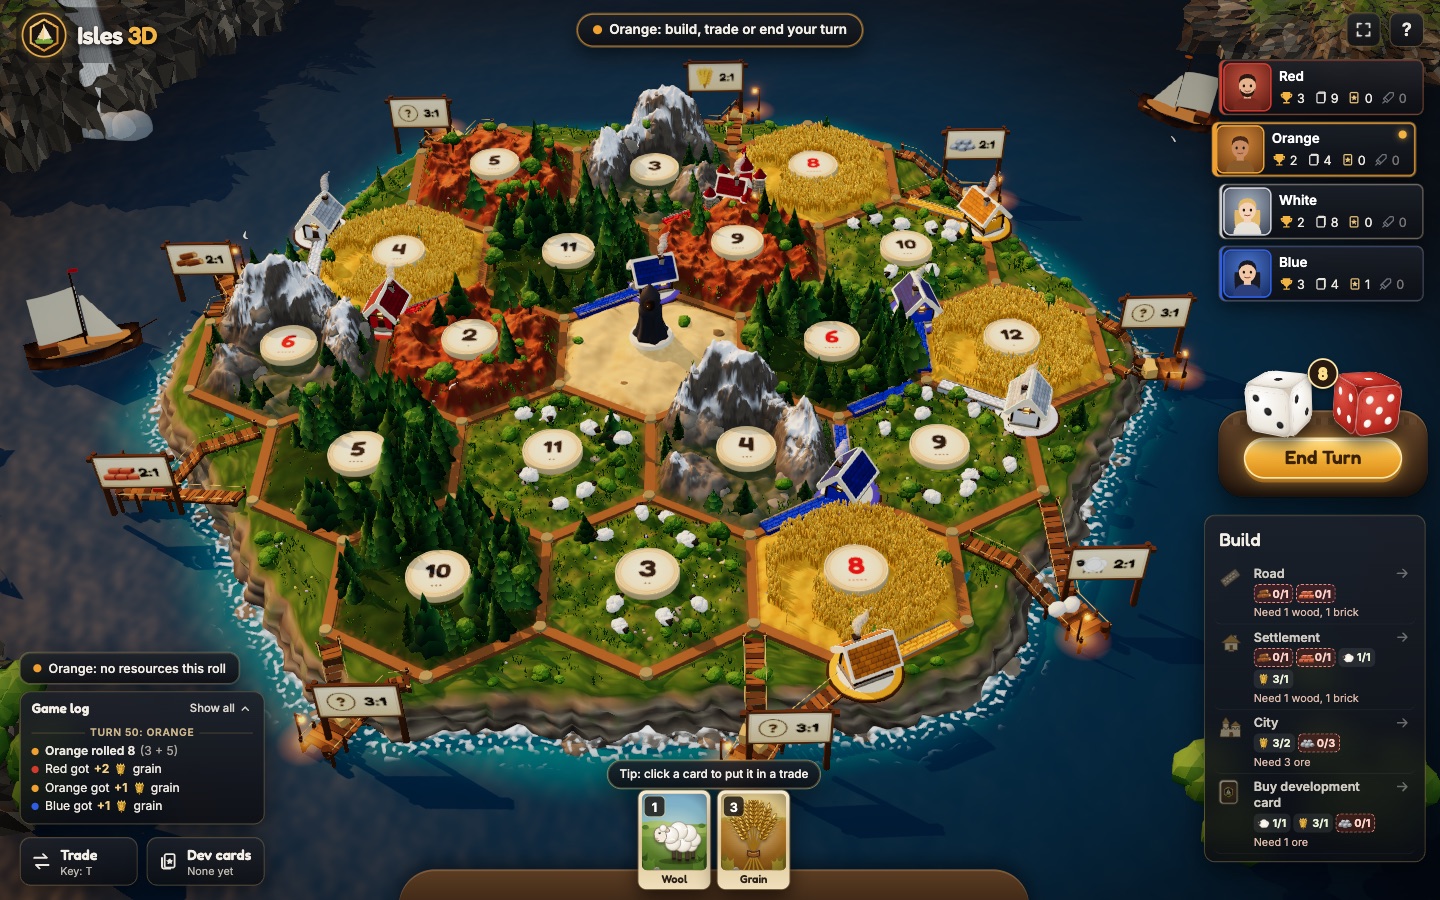 Isles 3D
Orange: build, trade or end your turn
?
Red
3 9 0 0
Orange
2 4 0 0
White
2 8 0 0
Blue
3 4 1 0
2:1
? 3:1
2:1
5
3
8
4
11
9
10
2:1
? 3:1
6
2
6
12
8
End Turn
5
11
4
9
2:1
2:1
10
3
8
? 3:1
? 3:1
Build
Road
0/1 0/1
Need 1 wood, 1 brick
Settlement
0/1 0/1 1/1
3/1
Need 1 wood, 1 brick
City
3/2 0/3
Need 3 ore
Buy development
card
1/1 3/1 0/1
Need 1 ore
Orange: no resources this roll
Game log
Show all
TURN 50: ORANGE
Orange rolled 8 (3 + 5)
Red got +2 grain
Orange got +1 grain
Blue got +1 grain
Trade
Key: T
Dev cards
None yet
Tip: click a card to put it in a trade
1
Wool
3
Grain